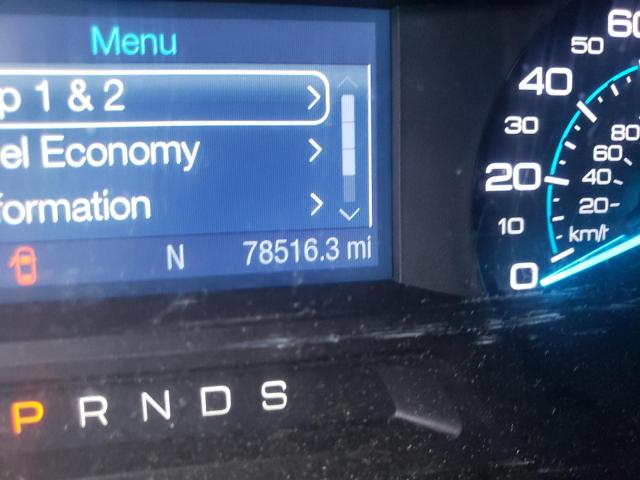 Menu
p 1 & 2
el Economy
formation
N 78516.3 mi
P R N D S
60
50
40
30
20
10
0
80
60
40
20
km/h